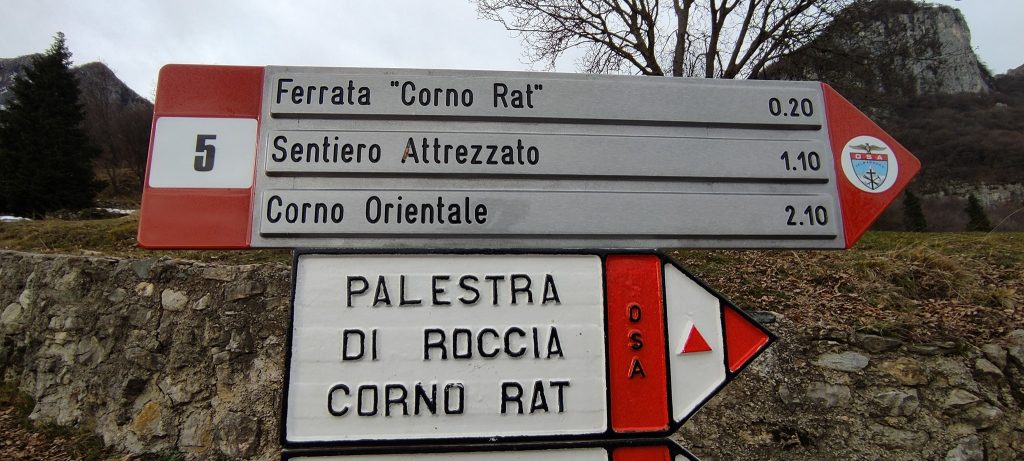 5
Ferrata "Corno Rat" 0.20
Sentiero Attrezzato 1.10
Corno Orientale 2.10
OSA
PALESTRA
DI ROCCIA
CORNO RAT
OSA